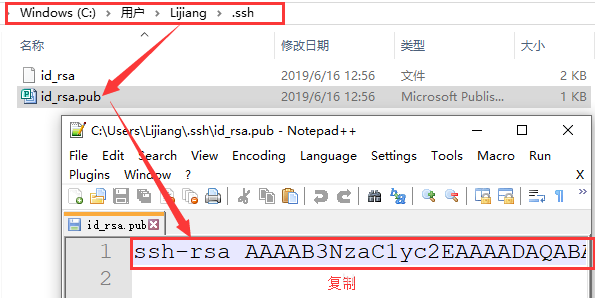 Windows (C:) > 用户 > Lijiang > .ssh
名称 修改日期 类型 大小
id_rsa 2019/6/16 12:56 文件 2 KB
id_rsa.pub 2019/6/16 12:56 Microsoft Publis... 1 KB
C:\Users\Lijiang\.ssh\id_rsa.pub - Notepad++
File Edit Search View Encoding Language Settings Tools Macro Run
Plugins Window ? X
id_rsa.pub
1 ssh-rsa AAAAB3NzaC1yc2EAAAADAQABA
2
复制